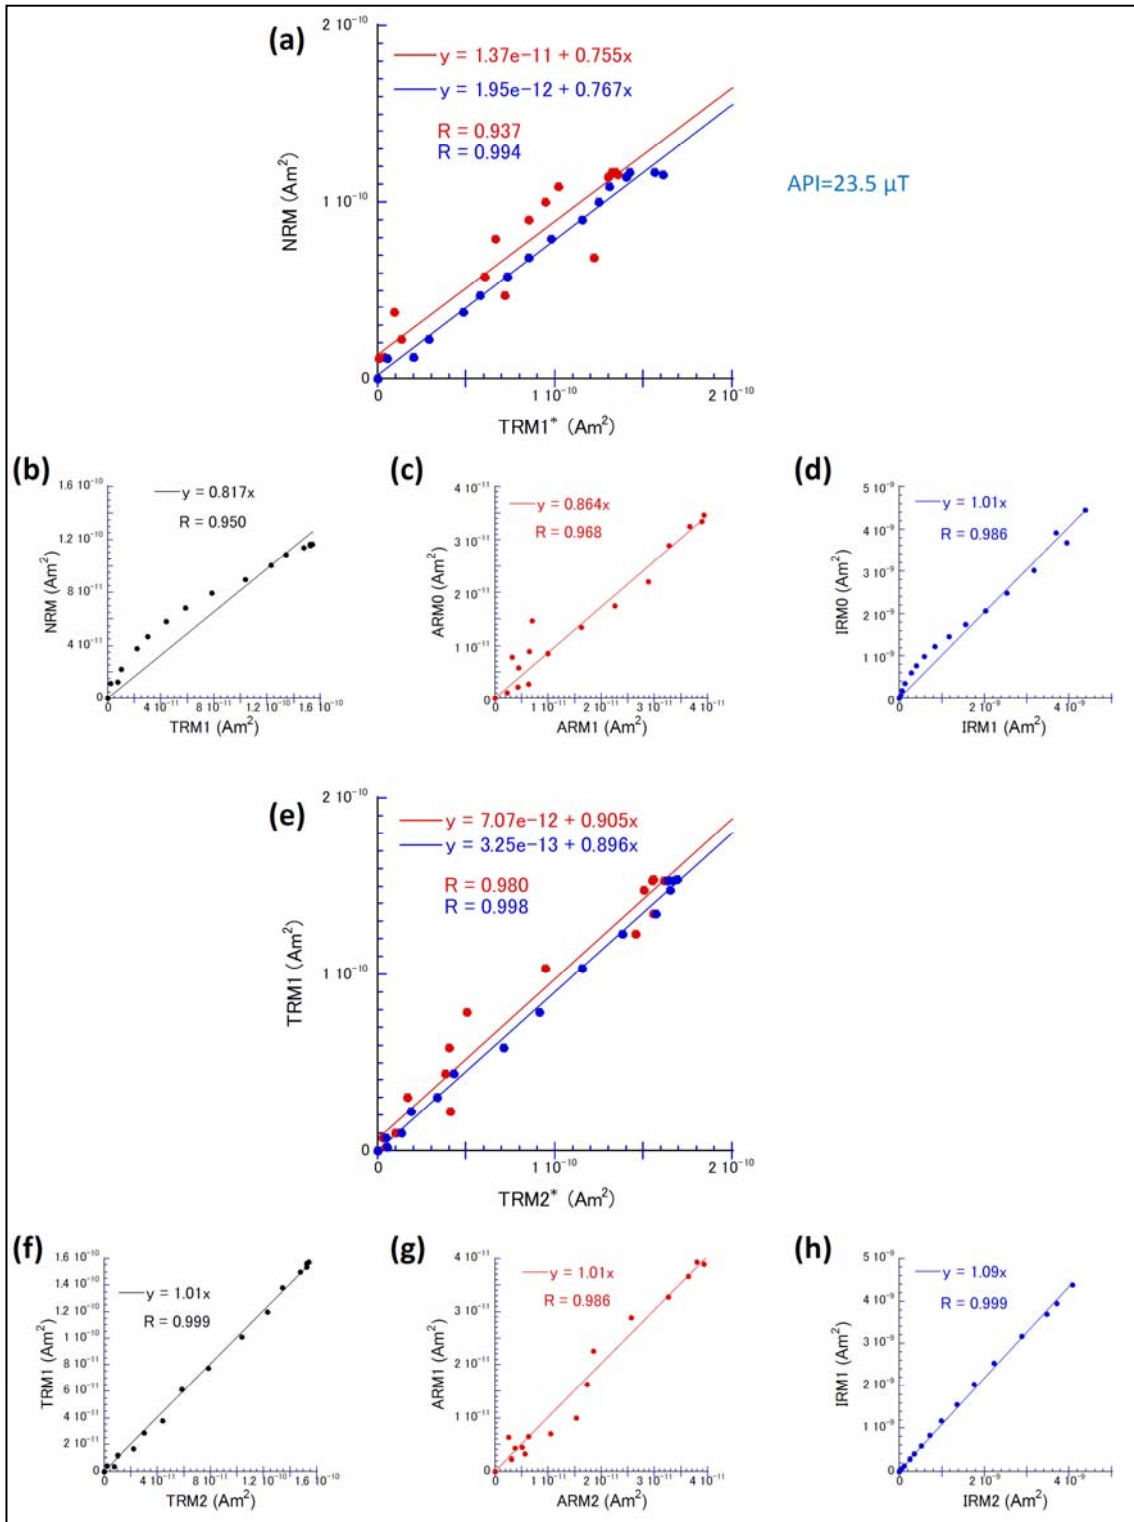 (a)
2 10⁻¹⁰
y = 1.37e-11 + 0.755x
y = 1.95e-12 + 0.767x
R = 0.937
R = 0.994
API=23.5 µT
NRM (Am²)
1 10⁻¹⁰
0
0 1 10⁻¹⁰ 2 10⁻¹⁰
TRM1* (Am²)
(b)
1.6 10⁻¹⁰
y = 0.817x
R = 0.950
1.2 10⁻¹⁰
NRM (Am²)
8 10⁻¹¹
4 10⁻¹¹
0
0 4 10⁻¹¹ 8 10⁻¹¹ 1.2 10⁻¹⁰ 1.6 10⁻¹⁰
TRM1 (Am²)
(c)
4 10⁻¹¹
y = 0.864x
R = 0.968
3 10⁻¹¹
ARM0 (Am²)
2 10⁻¹¹
1 10⁻¹¹
0
0 1 10⁻¹¹ 2 10⁻¹¹ 3 10⁻¹¹ 4 10⁻¹¹
ARM1 (Am²)
(d)
5 10⁻⁹
y = 1.01x
R = 0.986
4 10⁻⁹
IRM0 (Am²)
3 10⁻⁹
2 10⁻⁹
1 10⁻⁹
0
0 2 10⁻⁹ 4 10⁻⁹
IRM1 (Am²)
(e)
2 10⁻¹⁰
y = 7.07e-12 + 0.905x
y = 3.25e-13 + 0.896x
R = 0.980
R = 0.998
TRM1 (Am²)
1 10⁻¹⁰
0
0 1 10⁻¹⁰ 2 10⁻¹⁰
TRM2* (Am²)
(f)
1.6 10⁻¹⁰
1.4 10⁻¹⁰
y = 1.01x
R = 0.999
1.2 10⁻¹⁰
1 10⁻¹⁰
TRM1 (Am²)
8 10⁻¹¹
6 10⁻¹¹
4 10⁻¹¹
2 10⁻¹¹
0
0 4 10⁻¹¹ 8 10⁻¹¹ 1.2 10⁻¹⁰ 1.6 10⁻¹⁰
TRM2 (Am²)
(g)
4 10⁻¹¹
y = 1.01x
R = 0.986
3 10⁻¹¹
ARM1 (Am²)
2 10⁻¹¹
1 10⁻¹¹
0
0 1 10⁻¹¹ 2 10⁻¹¹ 3 10⁻¹¹ 4 10⁻¹¹
ARM2 (Am²)
(h)
5 10⁻⁹
y = 1.09x
R = 0.999
4 10⁻⁹
IRM1 (Am²)
3 10⁻⁹
2 10⁻⁹
1 10⁻⁹
0
0 2 10⁻⁹ 4 10⁻⁹
IRM2 (Am²)